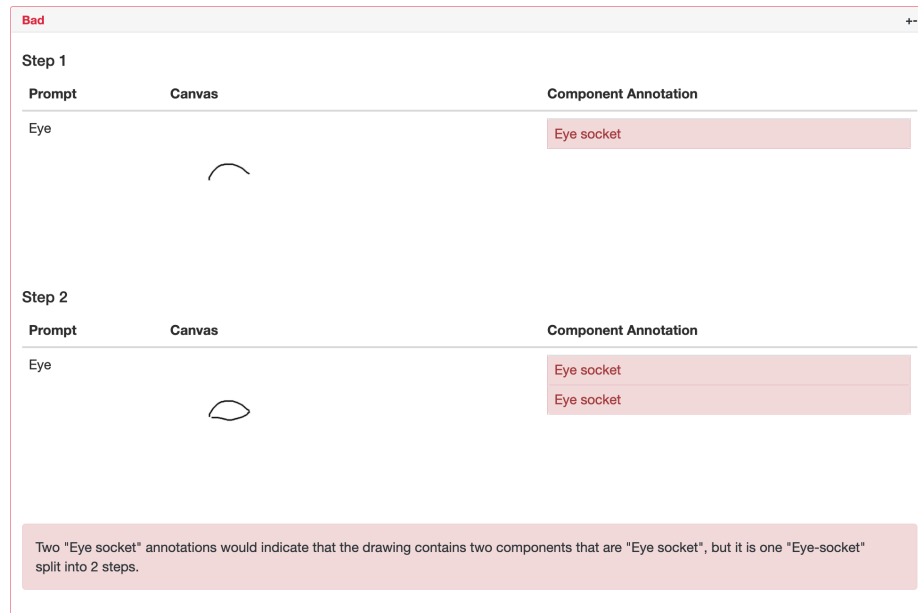 Bad
+-
Step 1
Prompt Canvas Component Annotation
Eye Eye socket
Step 2
Prompt Canvas Component Annotation
Eye Eye socket
Eye socket
Two "Eye socket" annotations would indicate that the drawing contains two components that are "Eye socket", but it is one "Eye-socket"
split into 2 steps.